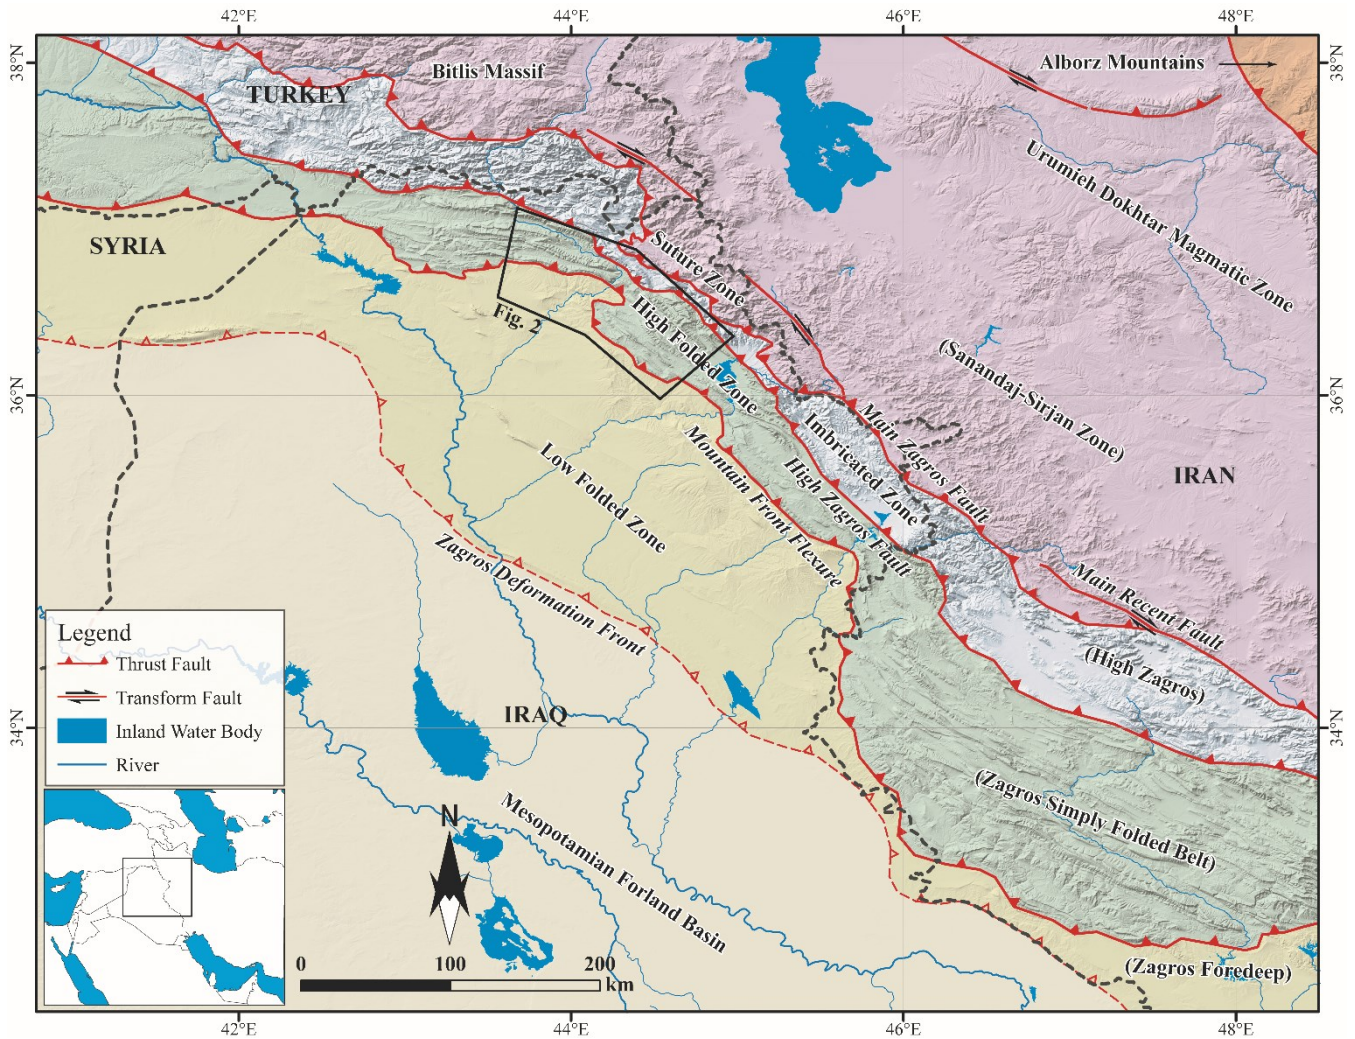 42°E
44°E
46°E
48°E
38°N
38°N
Bitlis Massif
Alborz Mountains
TURKEY
Urumieh Dokhtar Magmatic Zone
SYRIA
Suture Zone
Fig. 2
High Folded Zone
(Sanandaj-Sirjan Zone)
36°N
36°N
Main Zagros Fault
Imbricated Zone
IRAN
Low Folded Zone
Mountain Front Flexure
High Zagros Fault
Zagros Deformation Front
Main Recent Fault
(High Zagros)
Legend
Thrust Fault
Transform Fault
Inland Water Body
River
IRAQ
34°N
34°N
(Zagros Simply Folded Belt)
Mesopotamian Forland Basin
N
(Zagros Foredeep)
0
100
200
km
42°E
44°E
46°E
48°E